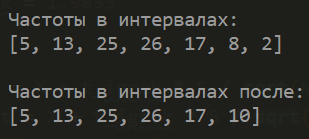 Частоты в интервалах:
[5, 13, 25, 26, 17, 8, 2]
Частоты в интервалах после:
[5, 13, 25, 26, 17, 10]